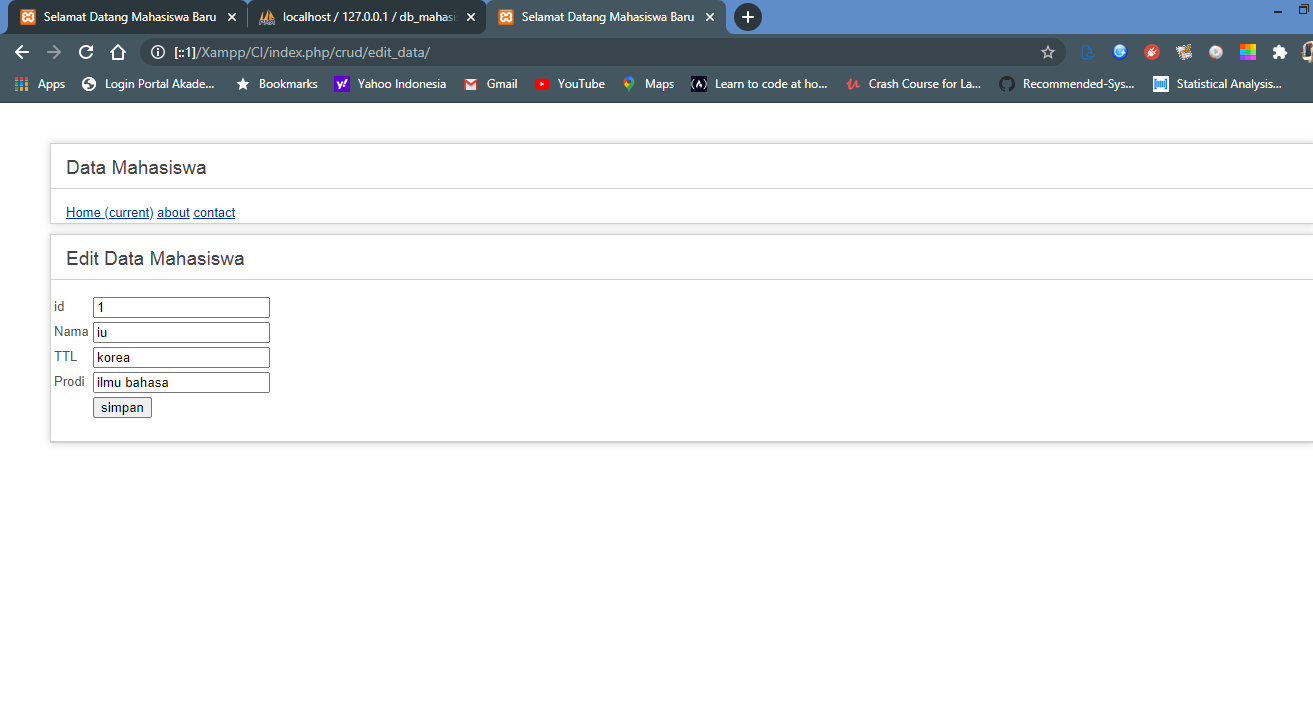 Selamat Datang Mahasiswa Baru
localhost / 127.0.0.1 / db_mahasi
Selamat Datang Mahasiswa Baru
[::1]/Xampp/CI/index.php/crud/edit_data/
Apps Login Portal Akade... Bookmarks Yahoo Indonesia Gmail YouTube Maps Learn to code at ho... Crash Course for La... Recommended-Sys... Statistical Analysis...
Data Mahasiswa
Home (current) about contact
Edit Data Mahasiswa
id 1
Nama iu
TTL korea
Prodi ilmu bahasa
simpan